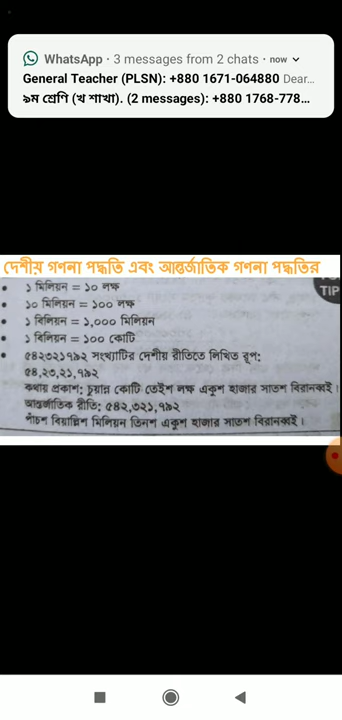 WhatsApp · 3 messages from 2 chats · now
General Teacher (PLSN): +880 1671-064880 Dear...
৯ম শ্রেণি (খ শাখা). (2 messages): +880 1768-778...
দেশীয় গণনা পদ্ধতি এবং আন্তর্জাতিক গণনা পদ্ধতির
TIP
• ১ মিলিয়ন = ১০ লক্ষ
• ১০ মিলিয়ন = ১০০ লক্ষ
• ১ বিলিয়ন = ১,০০০ মিলিয়ন
• ১ বিলিয়ন = ১০০ কোটি
• ৫৪২৩২১৭৯২ সংখ্যাটির দেশীয় রীতিতে লিখিত রূপ:
৫৪,২৩,২১,৭৯২
কথায় প্রকাশ: চুয়ান্ন কোটি তেইশ লক্ষ একুশ হাজার সাতশ বিরানব্বই।
আন্তর্জাতিক রীতি: ৫৪২,৩২১,৭৯২
পাঁচশ বিয়াল্লিশ মিলিয়ন তিনশ একুশ হাজার সাতশ বিরানব্বই।